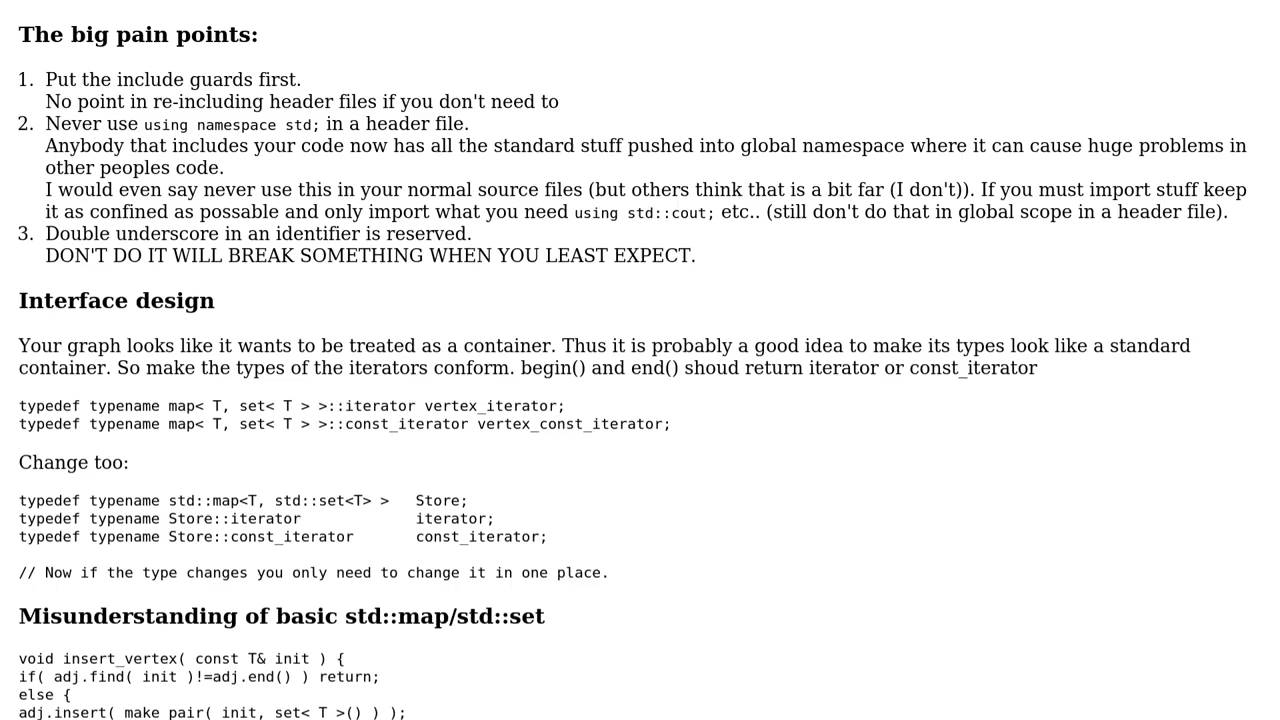 The big pain points:
1. Put the include guards first.
No point in re-including header files if you don't need to
2. Never use using namespace std; in a header file.
Anybody that includes your code now has all the standard stuff pushed into global namespace where it can cause huge problems in
other peoples code.
I would even say never use this in your normal source files (but others think that is a bit far (I don't)). If you must import stuff keep
it as confined as possable and only import what you need using std::cout; etc.. (still don't do that in global scope in a header file).
3. Double underscore in an identifier is reserved.
DON'T DO IT WILL BREAK SOMETHING WHEN YOU LEAST EXPECT.
Interface design
Your graph looks like it wants to be treated as a container. Thus it is probably a good idea to make its types look like a standard
container. So make the types of the iterators conform. begin() and end() shoud return iterator or const_iterator
typedef typename map< T, set< T > >::iterator vertex_iterator;
typedef typename map< T, set< T > >::const_iterator vertex_const_iterator;
Change too:
typedef typename std::map<T, std::set<T> >   Store;
typedef typename Store::iterator             iterator;
typedef typename Store::const_iterator       const_iterator;
// Now if the type changes you only need to change it in one place.
Misunderstanding of basic std::map/std::set
void insert_vertex( const T& init ) {
if( adj.find( init )!=adj.end() ) return;
else {
adj.insert( make_pair( init, set< T >() ) );